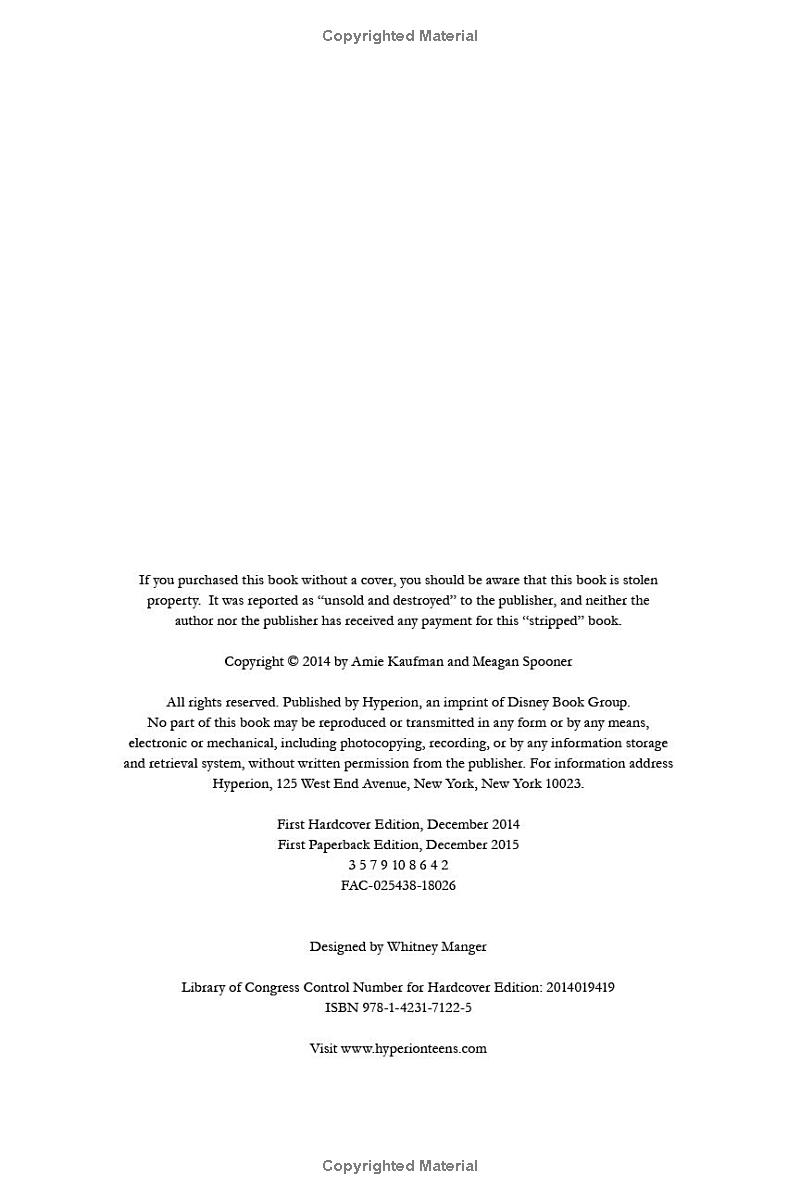 Copyrighted Material
If you purchased this book without a cover, you should be aware that this book is stolen
property.  It was reported as “unsold and destroyed” to the publisher, and neither the
author nor the publisher has received any payment for this “stripped” book.
Copyright © 2014 by Amie Kaufman and Meagan Spooner
All rights reserved. Published by Hyperion, an imprint of Disney Book Group.
No part of this book may be reproduced or transmitted in any form or by any means,
electronic or mechanical, including photocopying, recording, or by any information storage
and retrieval system, without written permission from the publisher. For information address
Hyperion, 125 West End Avenue, New York, New York 10023.
First Hardcover Edition, December 2014
First Paperback Edition, December 2015
3 5 7 9 10 8 6 4 2
FAC-025438-18026
Designed by Whitney Manger
Library of Congress Control Number for Hardcover Edition: 2014019419
ISBN 978-1-4231-7122-5
Visit www.hyperionteens.com
Copyrighted Material